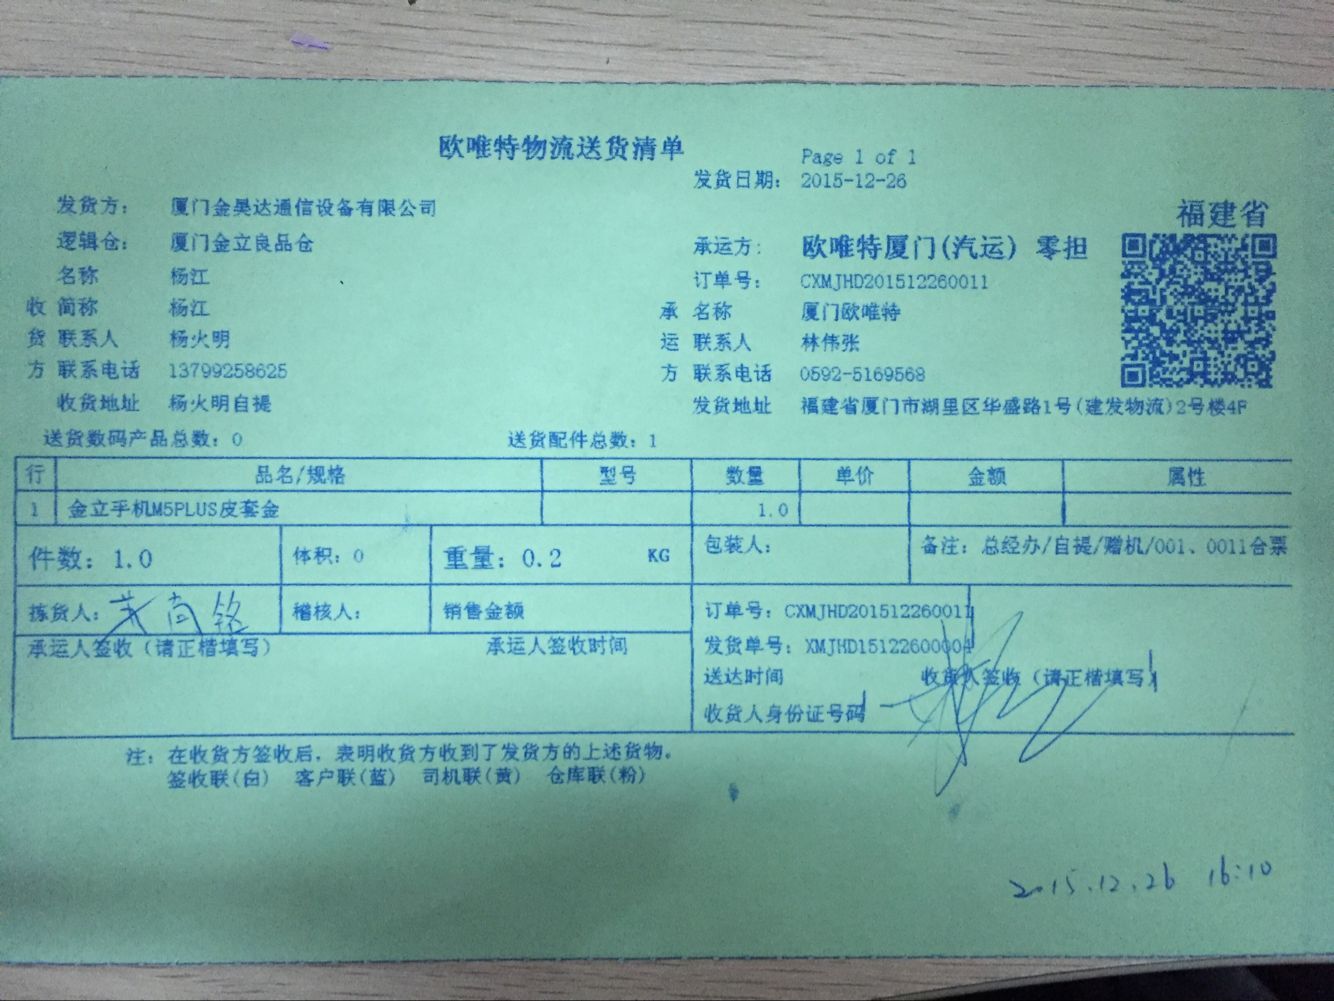 欧唯特物流送货清单
Page 1 of 1
发货日期： 2015-12-26
发货方： 厦门金昊达通信设备有限公司
福建省
逻辑仓： 厦门金立良品仓 承运方： 欧唯特厦门(汽运) 零担
名称 杨江 订单号： CXMJHD201512260011
收 简称 杨江 承 名称 厦门欧唯特
货 联系人 杨火明 运 联系人 林伟张
方 联系电话 13799258625 方 联系电话 0592-5169568
收货地址 杨火明自提 发货地址 福建省厦门市湖里区华盛路1号(建发物流)2号楼4F
送货数码产品总数：0 送货配件总数：1
行 品名/规格 型号 数量 单价 金额 属性
1 金立手机M5PLUS皮套金 1.0
件数：1.0 体积：0 重量：0.2 KG 包装人： 备注：总经办/自提/赠机/001、0011合票
拣货人： 稽核人： 销售金额 订单号：CXMJHD201512260011
承运人签收（请正楷填写） 承运人签收时间 发货单号：XMJHD15122600004
送达时间 收货人签收（请正楷填写）
收货人身份证号码
注：在收货方签收后，表明收货方收到了发货方的上述货物。
签收联(白) 客户联(蓝) 司机联(黄) 仓库联(粉)
2015.12.26 16:10